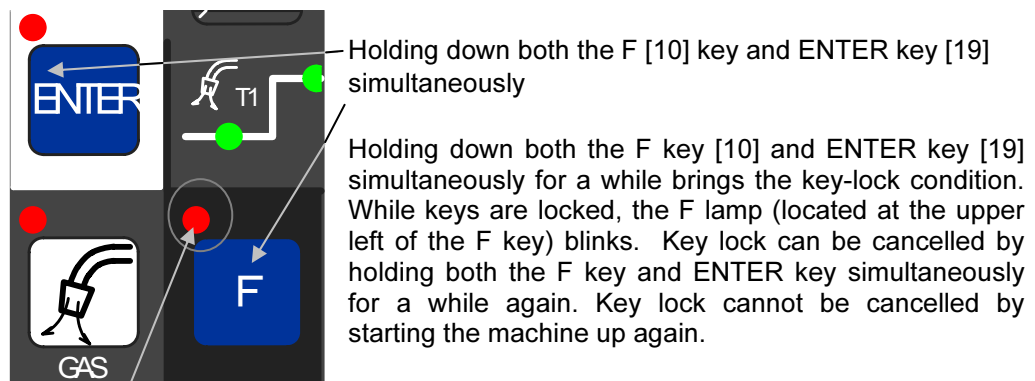 ENTER
T1
F
GAS
Holding down both the F [10] key and ENTER key [19]
simultaneously
Holding down both the F key [10] and ENTER key [19]
simultaneously for a while brings the key-lock condition.
While keys are locked, the F lamp (located at the upper
left of the F key) blinks. Key lock can be cancelled by
holding both the F key and ENTER key simultaneously
for a while again. Key lock cannot be cancelled by
starting the machine up again.